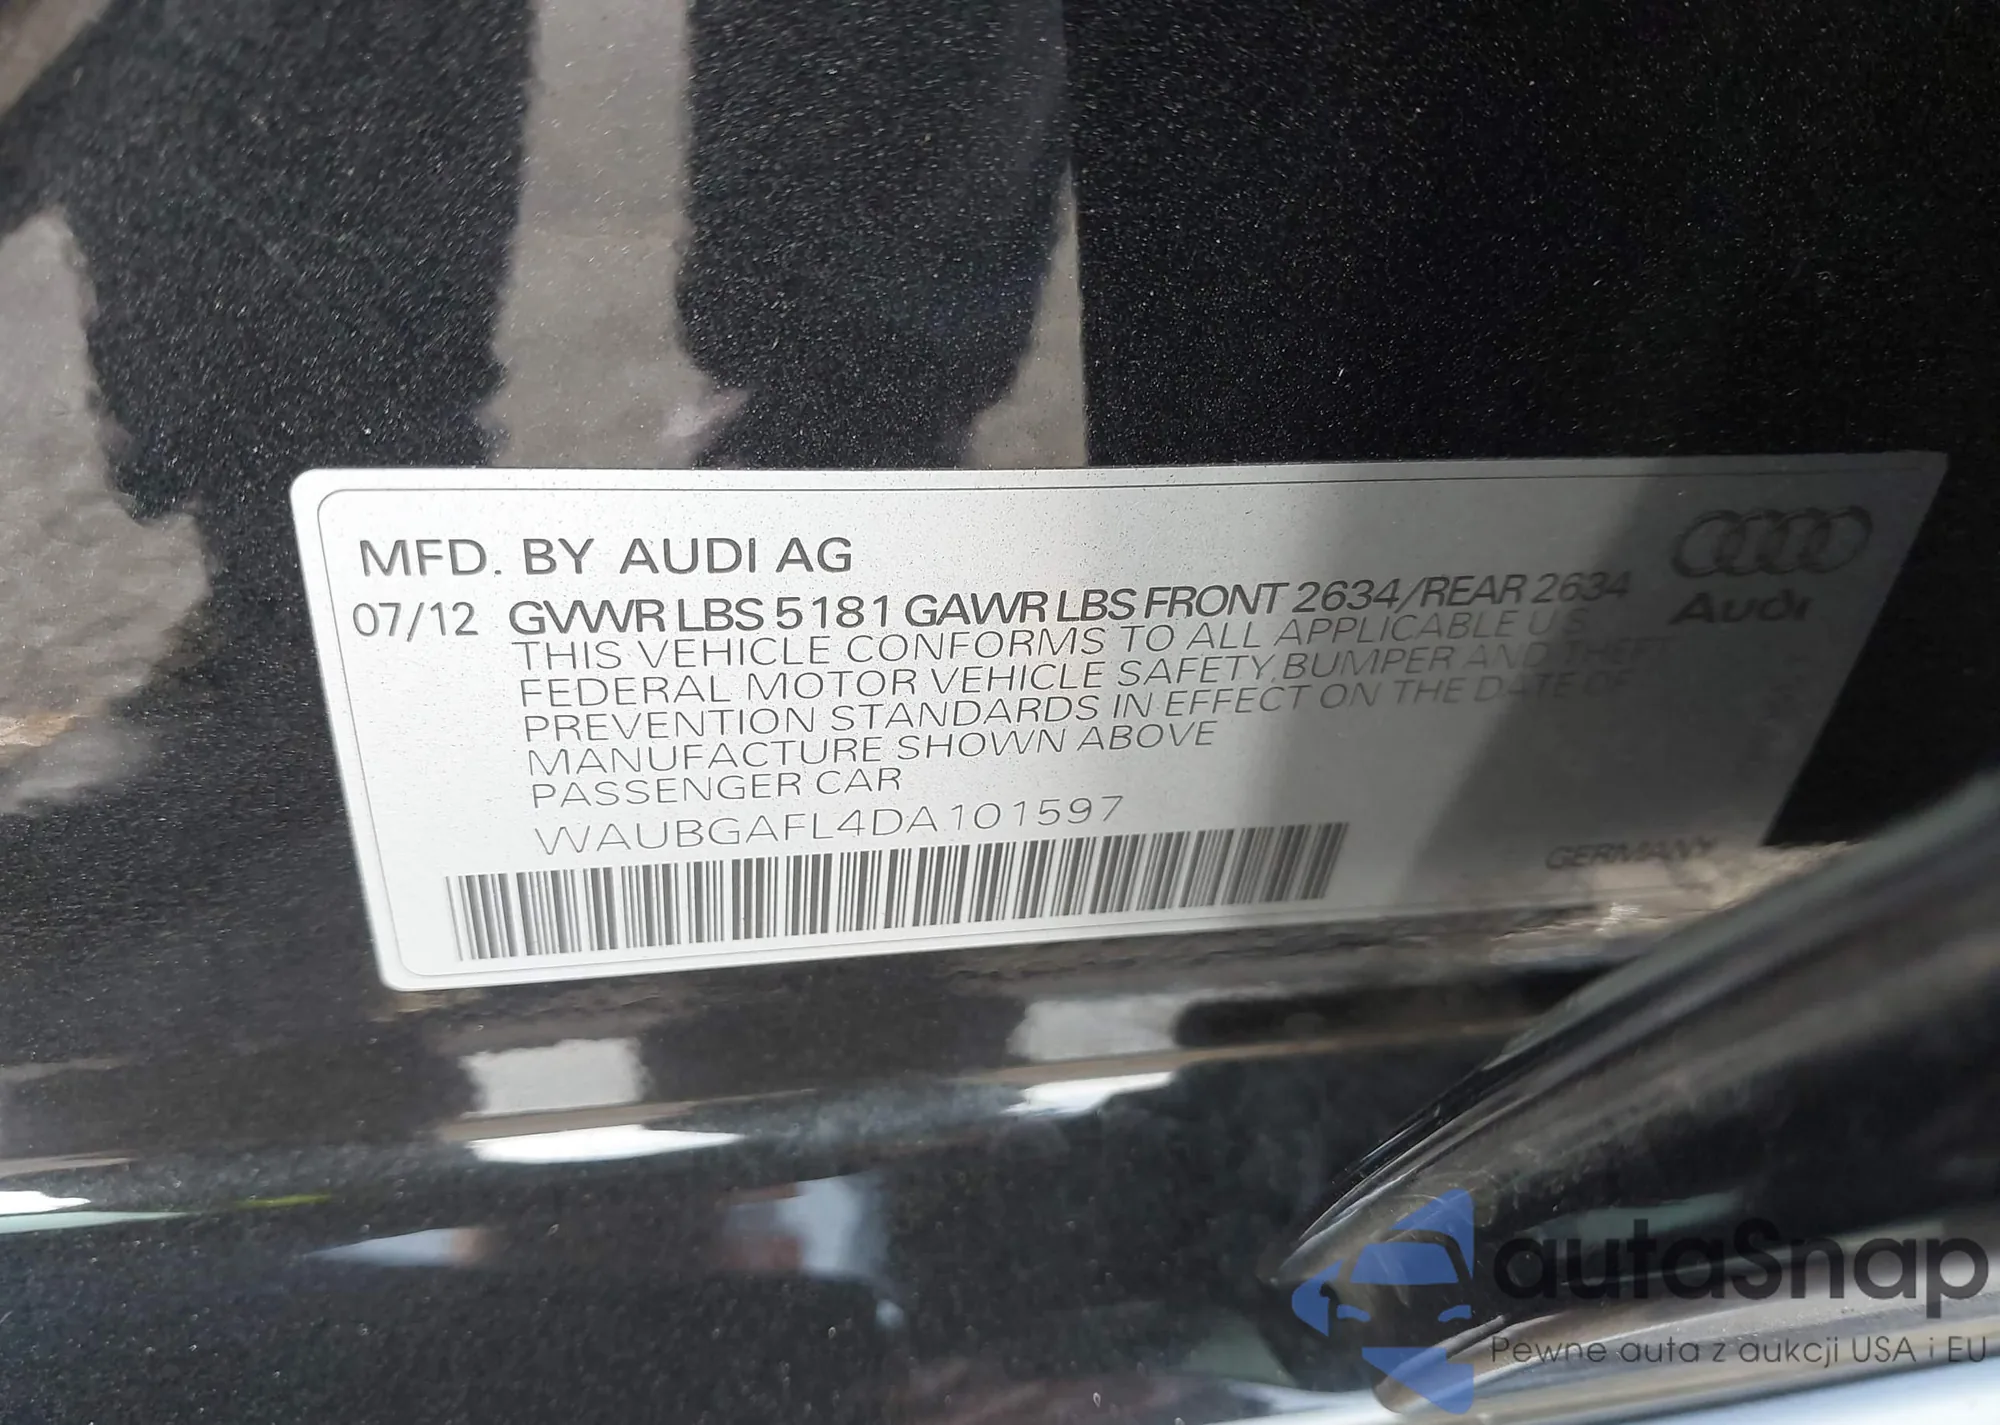 MFD. BY AUDI AG
07/12 GVWR LBS 5181 GAWR LBS FRONT 2634/REAR 2634
THIS VEHICLE CONFORMS TO ALL APPLICABLE U.S.
FEDERAL MOTOR VEHICLE SAFETY, BUMPER AND THEFT
PREVENTION STANDARDS IN EFFECT ON THE DATE OF
MANUFACTURE SHOWN ABOVE
PASSENGER CAR
WAUBGAFL4DA101597
Audi
GERMANY
autaSnap
Pewne auta z aukcji USA i EU